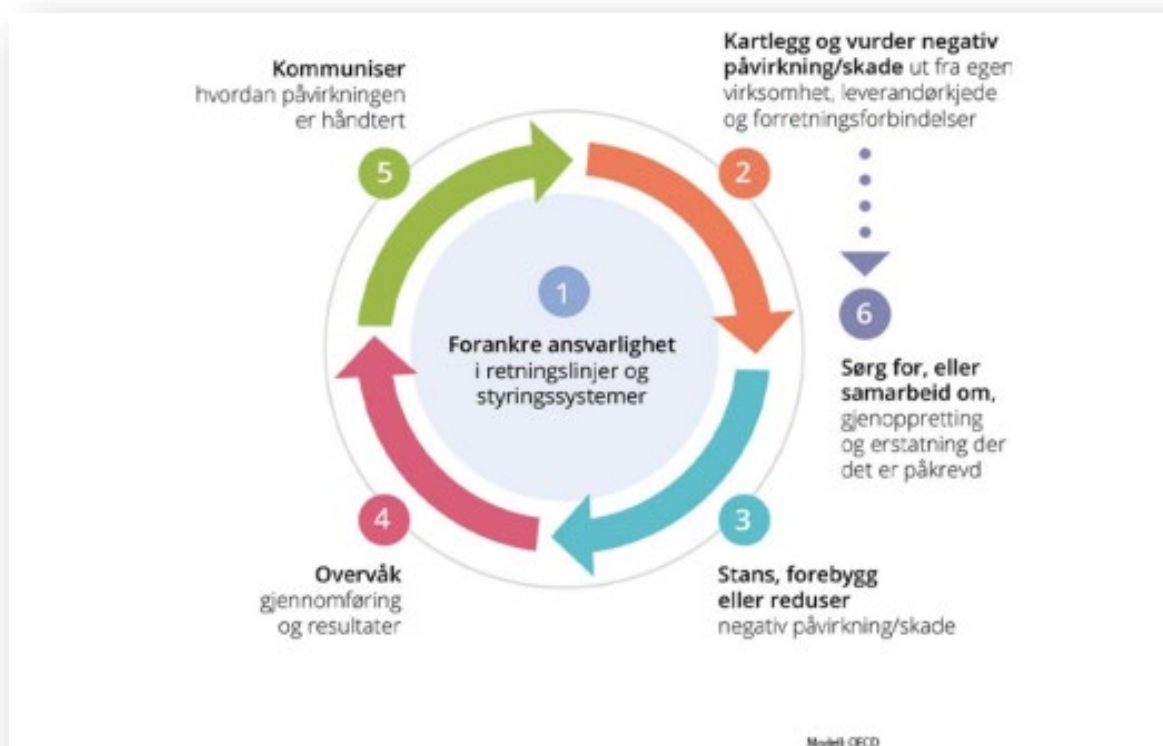 1
Forankre ansvarlighet
i retningslinjer og
styringssystemer
2
Kartlegg og vurder negativ
påvirkning/skade ut fra egen
virksomhet, leverandørkjede
og forretningsforbindelser
3
Stans, forebygg
eller reduser
negativ påvirkning/skade
4
Overvåk
gjennomføring
og resultater
5
Kommuniser
hvordan påvirkningen
er håndtert
6
Sørg for, eller
samarbeid om,
gjenoppretting
og erstatning der
det er påkrevd
Modell: OECD